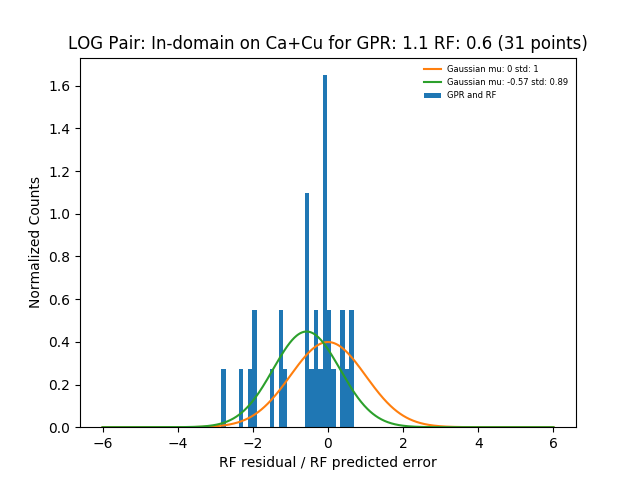 LOG Pair: In-domain on Ca+Cu for GPR: 1.1 RF: 0.6 (31 points)
Gaussian mu: 0 std: 1
Gaussian mu: -0.57 std: 0.89
GPR and RF
Normalized Counts
1.6
1.4
1.2
1.0
0.8
0.6
0.4
0.2
0.0
−6 −4 −2 0 2 4 6
RF residual / RF predicted error